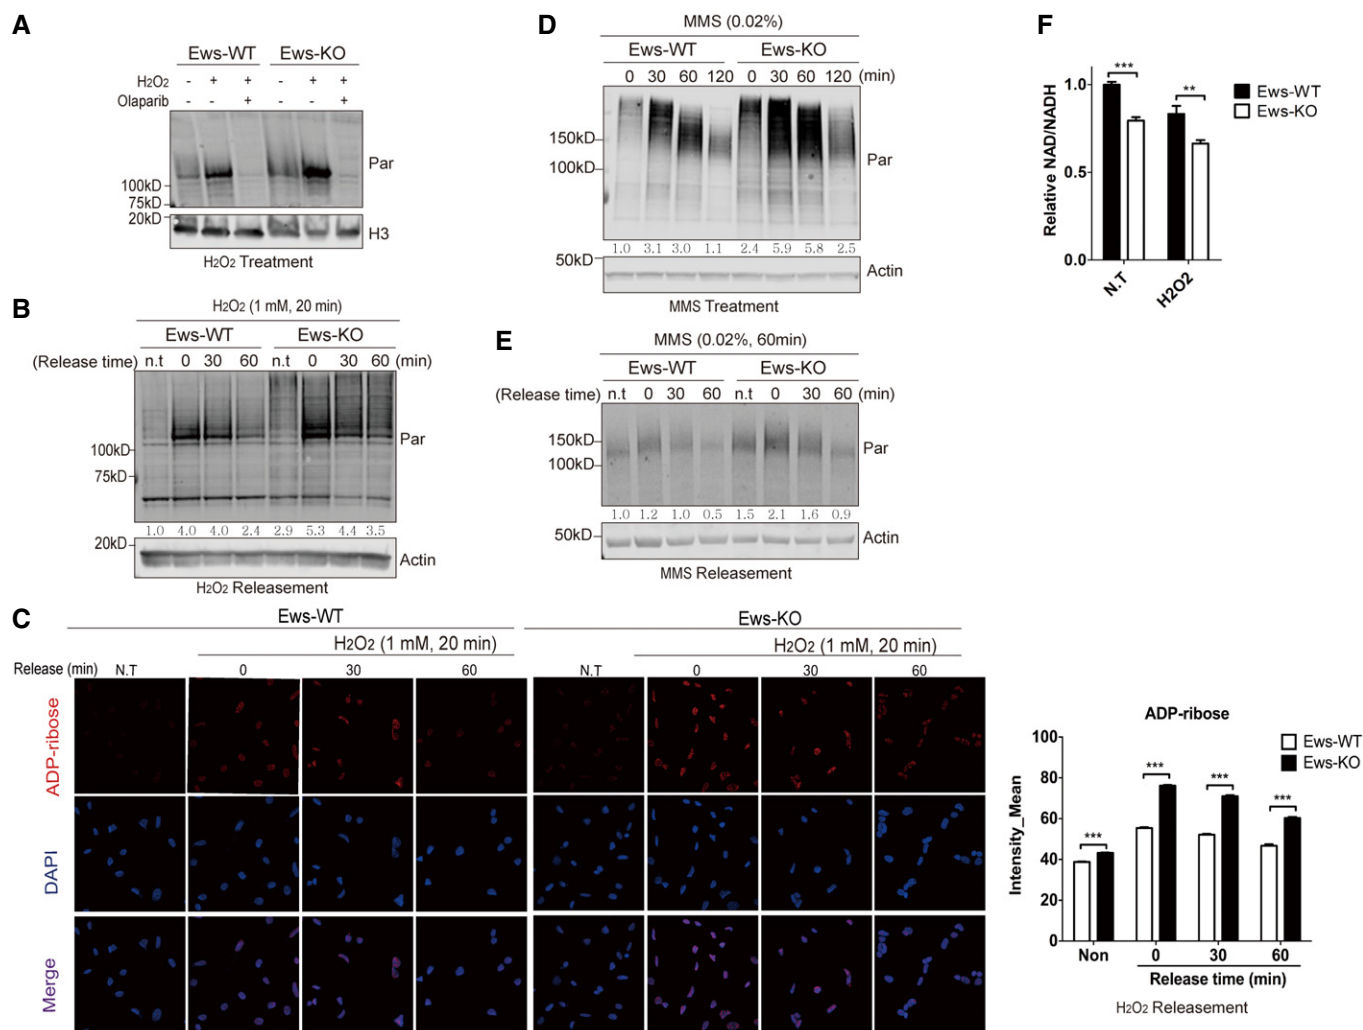 A
Ews-WT Ews-KO
H2O2 - + + - + +
Olaparib - - + - - +
Par
100kD
75kD
20kD
H3
H2O2 Treatment
B
H2O2 (1 mM, 20 min)
Ews-WT Ews-KO
(Release time) n.t 0 30 60 n.t 0 30 60 (min)
Par
100kD
75kD
1.0 4.0 4.0 2.4 2.9 5.3 4.4 3.5
20kD
Actin
H2O2 Releasement
C
Ews-WT Ews-KO
H2O2 (1 mM, 20 min) H2O2 (1 mM, 20 min)
Release (min) N.T 0 30 60 N.T 0 30 60
ADP-ribose
DAPI
Merge
ADP-ribose
Ews-WT
Ews-KO
Intensity_Mean
100
80
60
40
20
0
*** *** *** ***
Non 0 30 60
Release time (min)
H2O2 Releasement
D
MMS (0.02%)
Ews-WT Ews-KO
0 30 60 120 0 30 60 120 (min)
150kD
100kD
Par
1.0 3.1 3.0 1.1 2.4 5.9 5.8 2.5
50kD
Actin
MMS Treatment
E
MMS (0.02%, 60min)
Ews-WT Ews-KO
(Release time) n.t 0 30 60 n.t 0 30 60 (min)
150kD
100kD
Par
1.0 1.2 1.0 0.5 1.5 2.1 1.6 0.9
50kD
Actin
MMS Releasement
F
Relative NAD/NADH
1.0
0.5
0.0
*** **
Ews-WT
Ews-KO
N.T H2O2